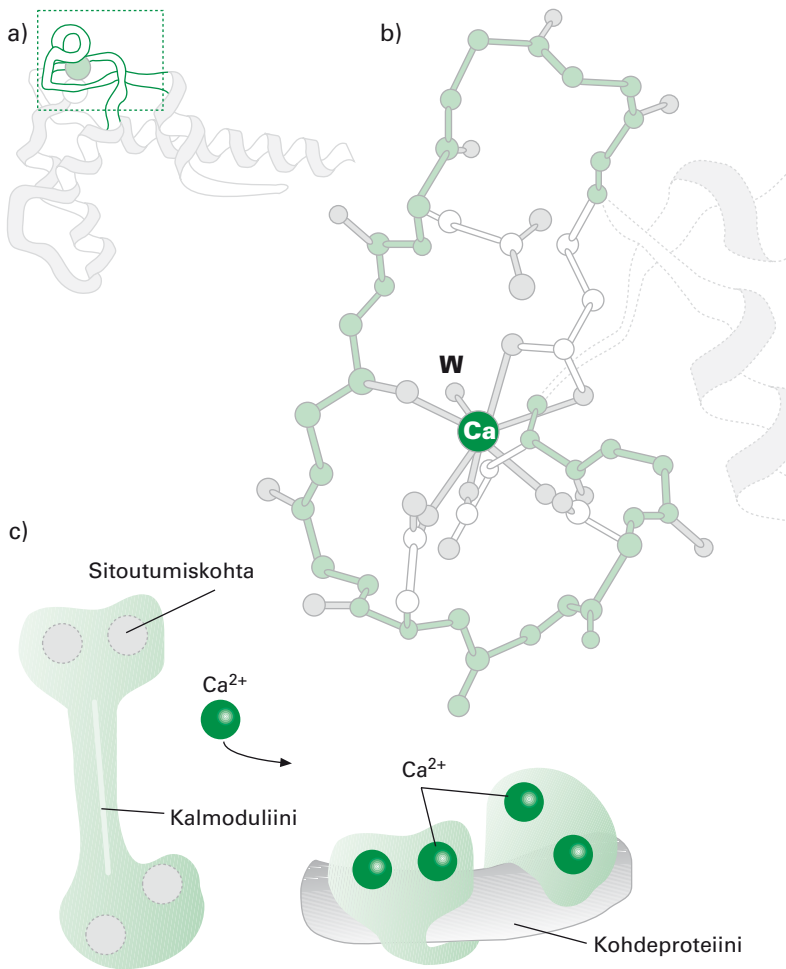 a)
b)
W
Ca
c)
Sitoutumiskohta
Ca²⁺
Ca²⁺
Kalmoduliini
Kohdeproteiini